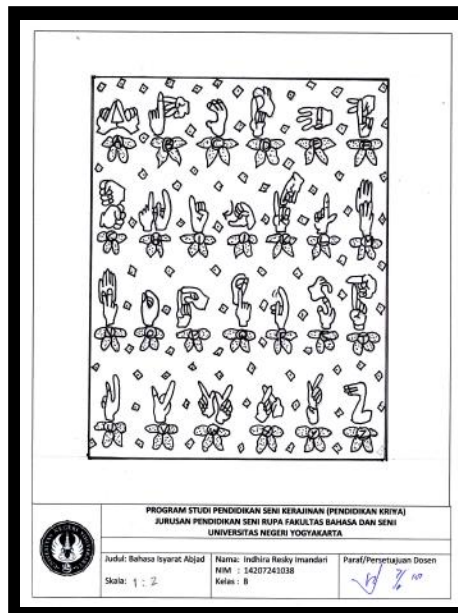 A B C D E F
G H I J K L M
N O P Q R S T
U V W X Y Z
PROGRAM STUDI PENDIDIKAN SENI KERAJINAN (PENDIDIKAN KRIYA)
JURUSAN PENDIDIKAN SENI RUPA FAKULTAS BAHASA DAN SENII
UNIVERSITAS NEGERI YOGYAKARTA
Judul: Bahasa Isyarat Abjad
Skala: 1 : 2
Nama: Indhira Resky Imandari
NIM : 14207241038
Kelas : B
Paraf/Persetujuan Dosen